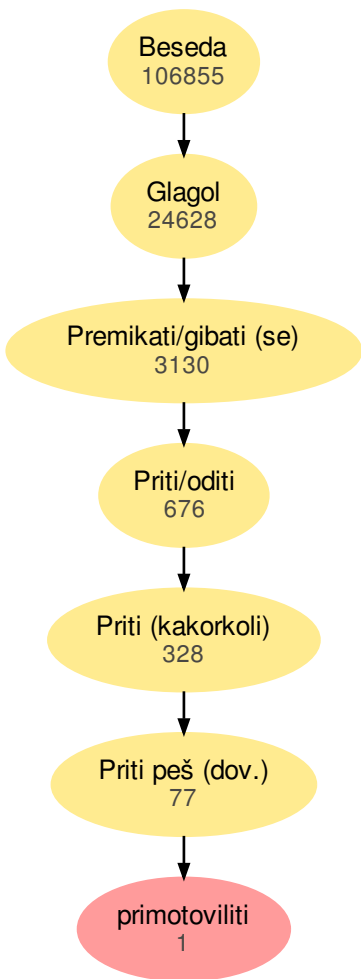 Beseda
106855
Glagol
24628
Premikati/gibati (se)
3130
Priti/oditi
676
Priti (kakorkoli)
328
Priti peš (dov.)
77
primotoviliti
1